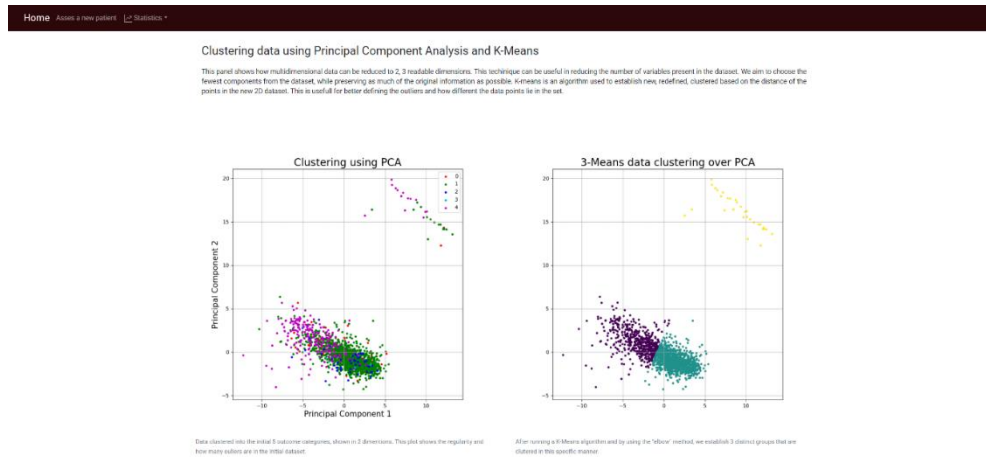 Home Asses a new patient Statistics
Clustering data using Principal Component Analysis and K-Means
This panel shows how multidimensional data can be reduced to 2, 3 readable dimensions. This techinique can be useful in reducing the number of variables present in the dataset. We aim to choose the
fewest components from the dataset, while preserving as much of the original information as possible. K-means is an algorithm used to establish new, redefined, clustered based on the distance of the
points in the new 2D dataset. This is usefull for better defining the outliers and how different the data points lie in the set.
Clustering using PCA
0
1
2
3
4
20
15
10
5
0
−5
−10 −5 0 5 10
Principal Component 2
Principal Component 1
3-Means data clustering over PCA
20
15
10
5
0
−5
−10 −5 0 5 10
Data clustered into the initial 5 outcome categories, shown in 2 dimensions. This plot shows the regularity and
how many outliers are in the initial dataset.
After running a K-Means algorithm and by using the "elbow" method, we establish 3 distinct groups that are
clutered in this specific manner.